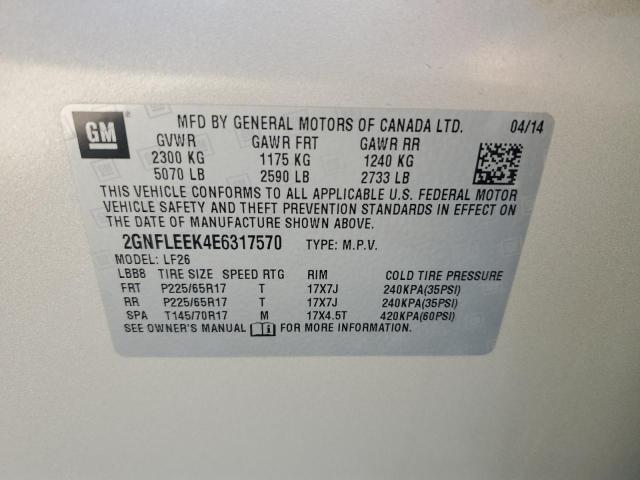 GM
MFD BY GENERAL MOTORS OF CANADA LTD. 04/14
GVWR GAWR FRT GAWR RR
2300 KG 1175 KG 1240 KG
5070 LB 2590 LB 2733 LB
THIS VEHICLE CONFORMS TO ALL APPLICABLE U.S. FEDERAL MOTOR
VEHICLE SAFETY AND THEFT PREVENTION STANDARDS IN EFFECT ON
THE DATE OF MANUFACTURE SHOWN ABOVE.
2GNFLEEK4E6317570 TYPE: M.P.V.
MODEL: LF26
LBB8 TIRE SIZE SPEED RTG RIM COLD TIRE PRESSURE
FRT P225/65R17 T 17X7J 240KPA(35PSI)
RR P225/65R17 T 17X7J 240KPA(35PSI)
SPA T145/70R17 M 17X4.5T 420KPA(60PSI)
SEE OWNER'S MANUAL FOR MORE INFORMATION.